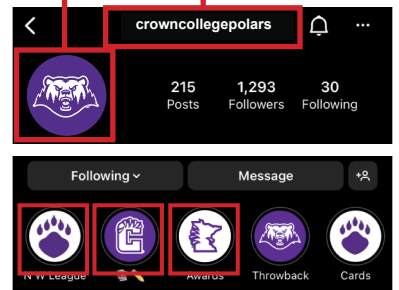 crowncollegepolars
215 1,293 30
Posts Followers Following
Following Message
C
N W League Awards Throwback Cards